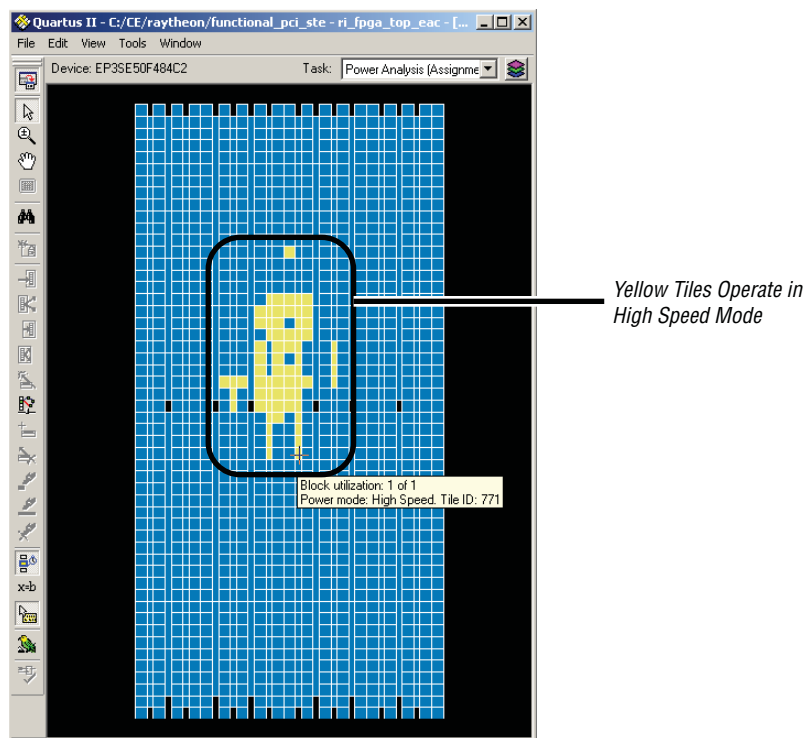 Quartus II - C:/CE/raytheon/functional_pci_ste - ri_fpga_top_eac - [...
File Edit View Tools Window
Device: EP3SE50F484C2 Task: Power Analysis (Assignme
x=b
Yellow Tiles Operate in
High Speed Mode
Block utilization: 1 of 1
Power mode: High Speed. Tile ID: 771